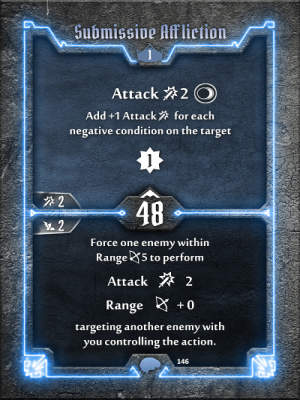 Submissive Affliction
1
Attack 2
Add +1 Attack for each
negative condition on the target
1
2
48
2
Force one enemy within
Range 5 to perform
Attack 2
Range +0
targeting another enemy with
you controlling the action.
146